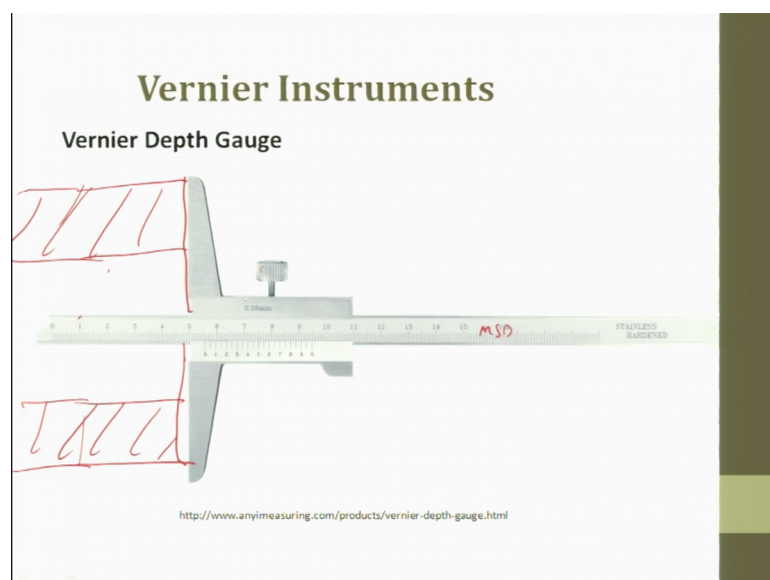 Vernier Instruments
Vernier Depth Gauge
0.05mm
0 1 2 3 4 5 6 7 8 9 10 11 12 13 14 15 MSD
STAINLESS
HARDENED
0 1 2 3 4 5 6 7 8 9
http://www.anyimeasuring.com/products/vernier-depth-gauge.html